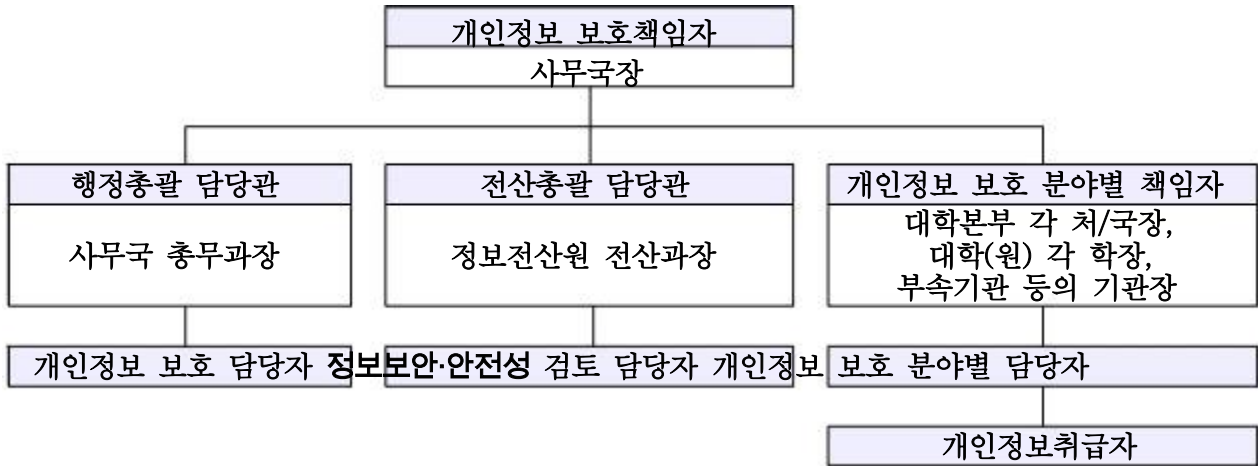 개인정보 보호책임자
사무국장
행정총괄 담당관 전산총괄 담당관 개인정보 보호 분야별 책임자
사무국 총무과장
정보전산원 전산과장
대학본부 각 처/국장,
대학(원) 각 학장,
부속기관 등의 기관장
개인정보 보호 담당자 정보보안·안전성 검토 담당자 개인정보 보호 분야별 담당자
개인정보취급자